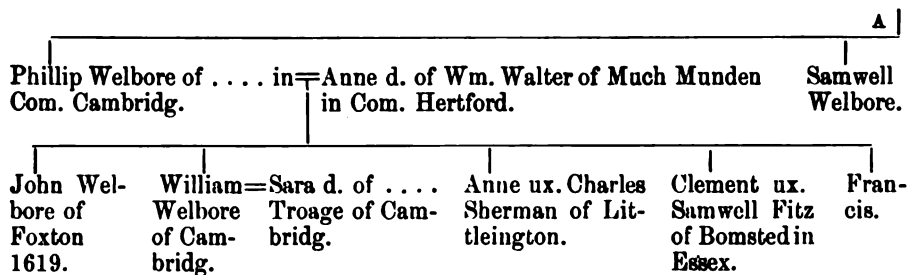 A
Phillip Welbore of .... in=Anne d. of Wm. Walter of Much Munden
Com. Cambridg.
in Com. Hertford.
Samwell
Welbore.
John Wel-
bore of
Foxton
1619.
William=Sara d. of ....
Welbore
of Cam-
bridg.
Troage of Cam-
bridg.
Anne ux. Charles
Sherman of Lit-
tleington.
Clement ux.
Samwell Fitz
of Bomsted in
Essex.
Fran-
cis.